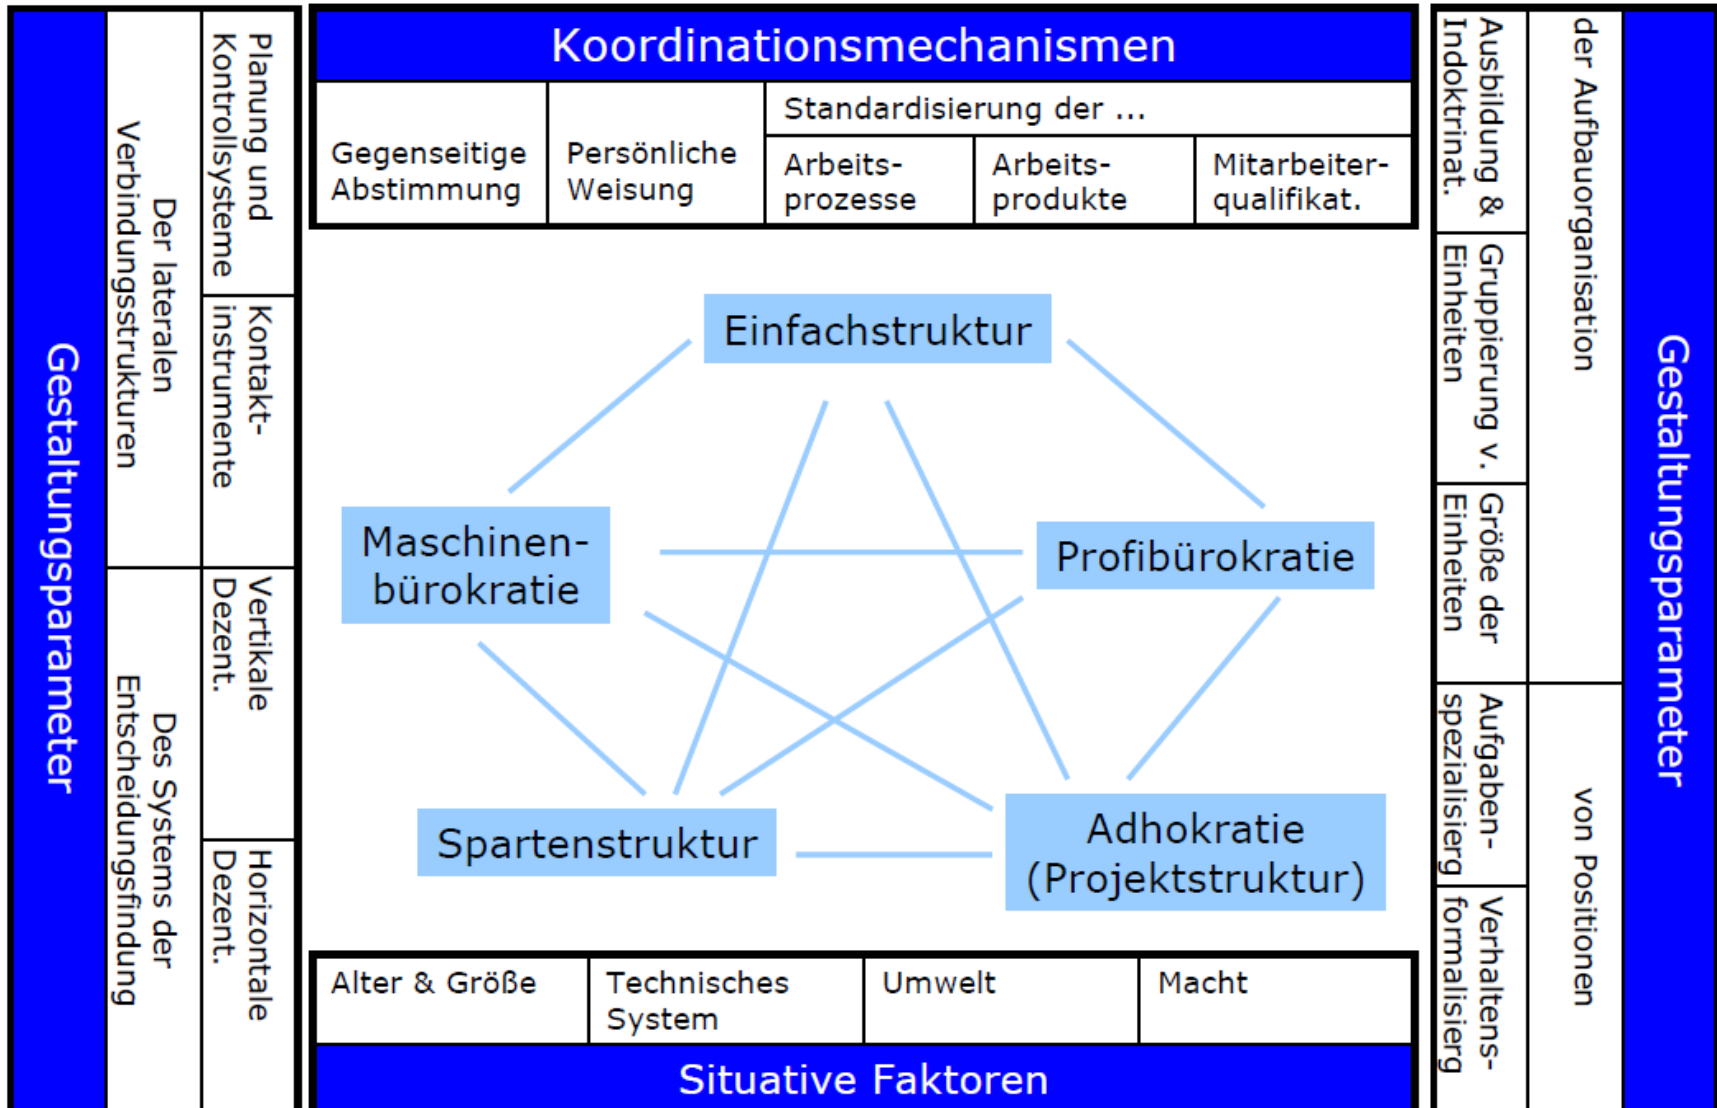 Koordinationsmechanismen
Gegenseitige
Abstimmung
Persönliche
Weisung
Standardisierung der ...
Arbeits-
prozesse
Arbeits-
produkte
Mitarbeiter-
qualifikat.
Gestaltungsparameter
Der lateralen
Verbindungsstrukturen
Planung und
Kontrollsysteme
Kontakt-
instrumente
Des Systems der
Entscheidungsfindung
Vertikale
Dezent.
Horizontale
Dezent.
Einfachstruktur
Maschinen-
bürokratie
Profibürokratie
Spartenstruktur
Adhokratie
(Projektstruktur)
Gestaltungsparameter
der Aufbauorganisation
Ausbildung &
Indoktrinat.
Gruppierung v.
Einheiten
Größe der
Einheiten
von Positionen
Aufgaben-
spezialisierg
Verhaltens-
formalisierg
Alter & Größe
Technisches
System
Umwelt
Macht
Situative Faktoren